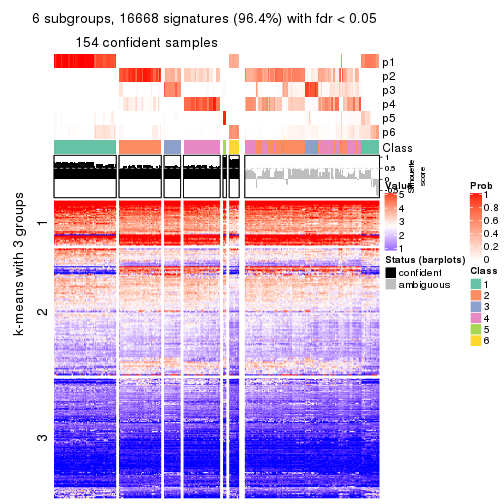 6 subgroups, 16668 signatures (96.4%) with fdr < 0.05
154 confident samples
p1
p2
p3
p4
p5
p6
Class
1
0.5
0
-0.5
Silhouette
score
k-means with 3 groups
1
2
3
Value
5
4
3
2
1
Status (barplots)
confident
ambiguous
Prob
1
0.8
0.6
0.4
0.2
0
Class
1
2
3
4
5
6